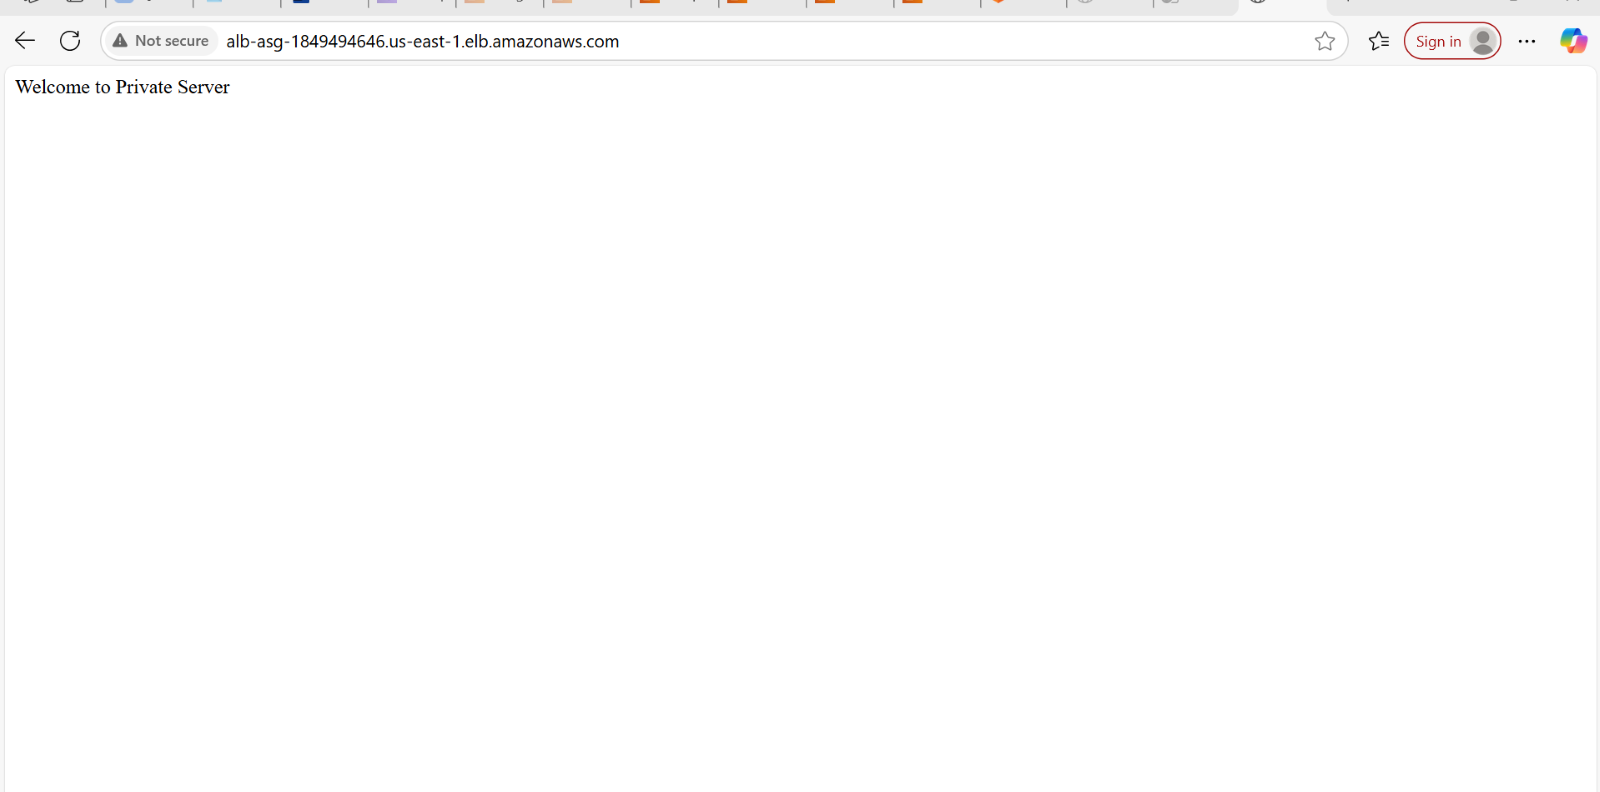 Not secure alb-asg-1849494646.us-east-1.elb.amazonaws.com Sign in
Welcome to Private Server